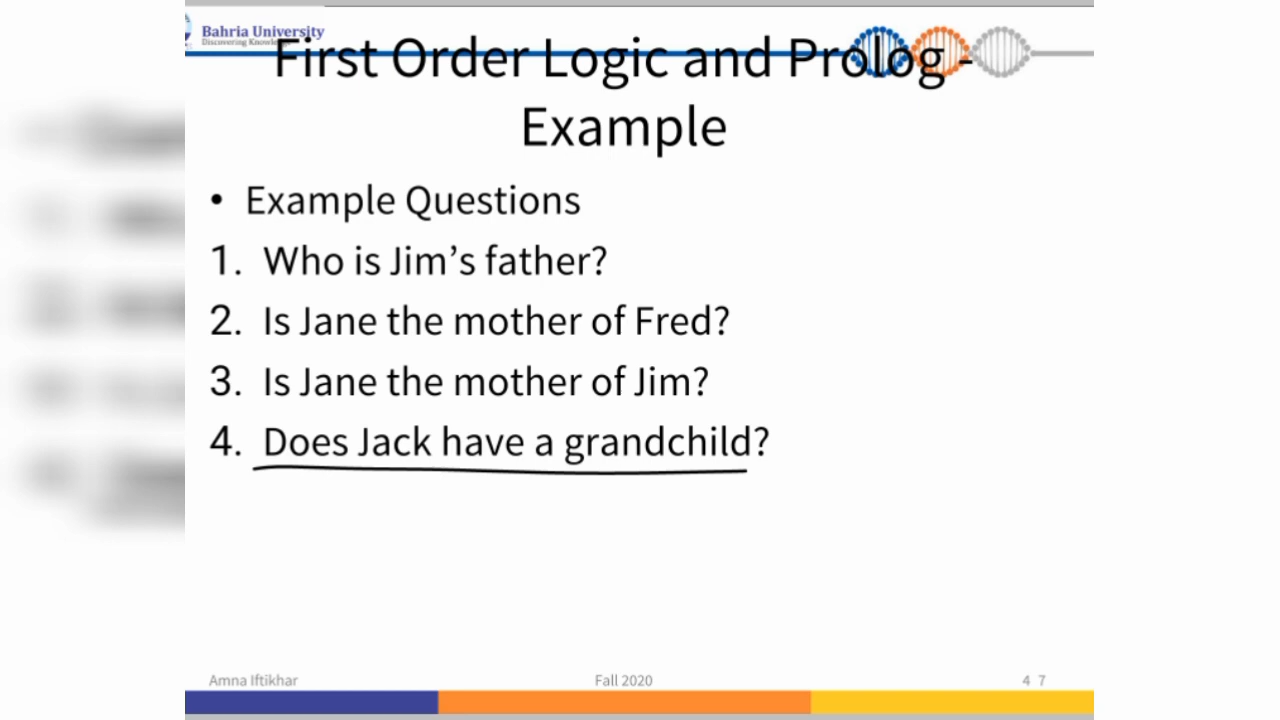 Bahria University
Discovering Knowledge
First Order Logic and Prolog -
Example
• Example Questions
1. Who is Jim’s father?
2. Is Jane the mother of Fred?
3. Is Jane the mother of Jim?
4. Does Jack have a grandchild?
Amna Iftikhar Fall 2020 4 7